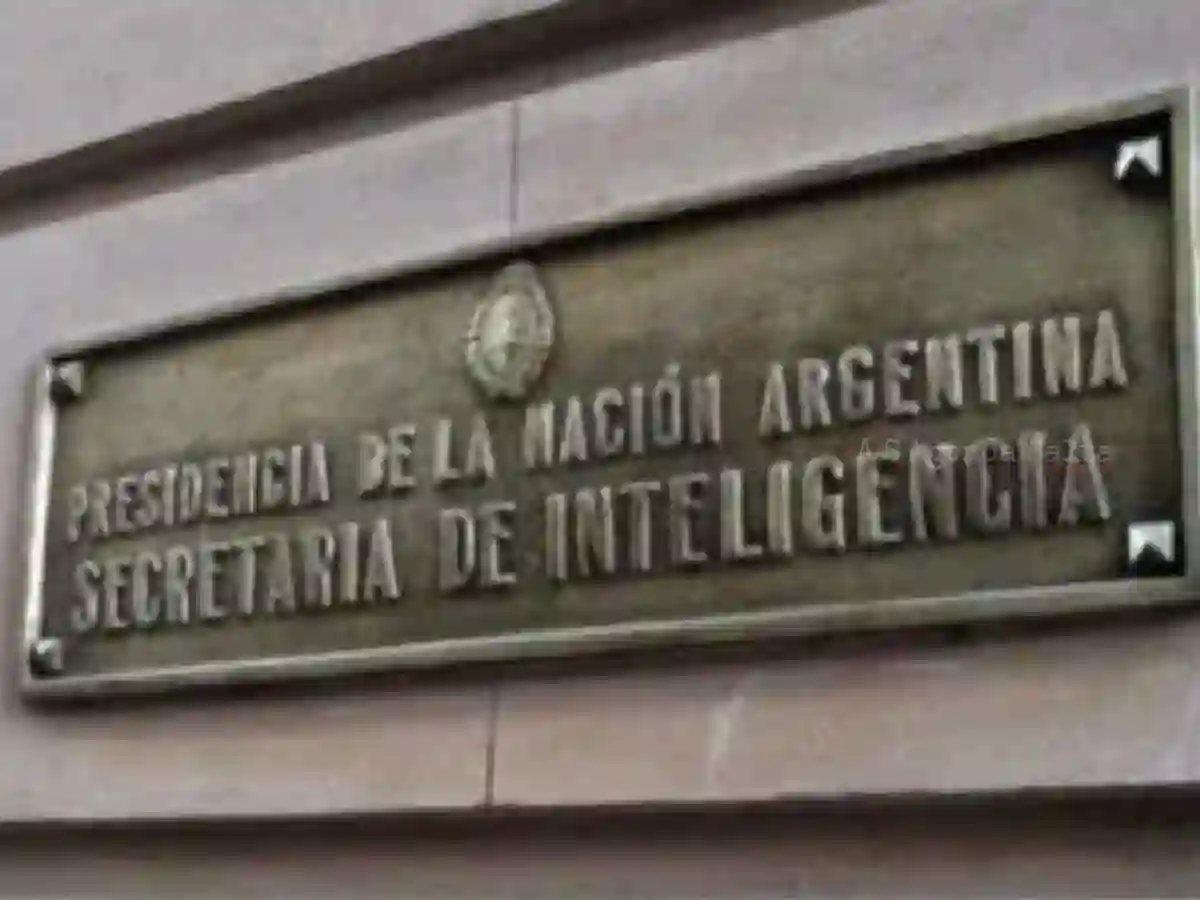 PRESIDENCIA DE LA NACIÓN ARGENTINA
SECRETARIA DE INTELIGENCIA